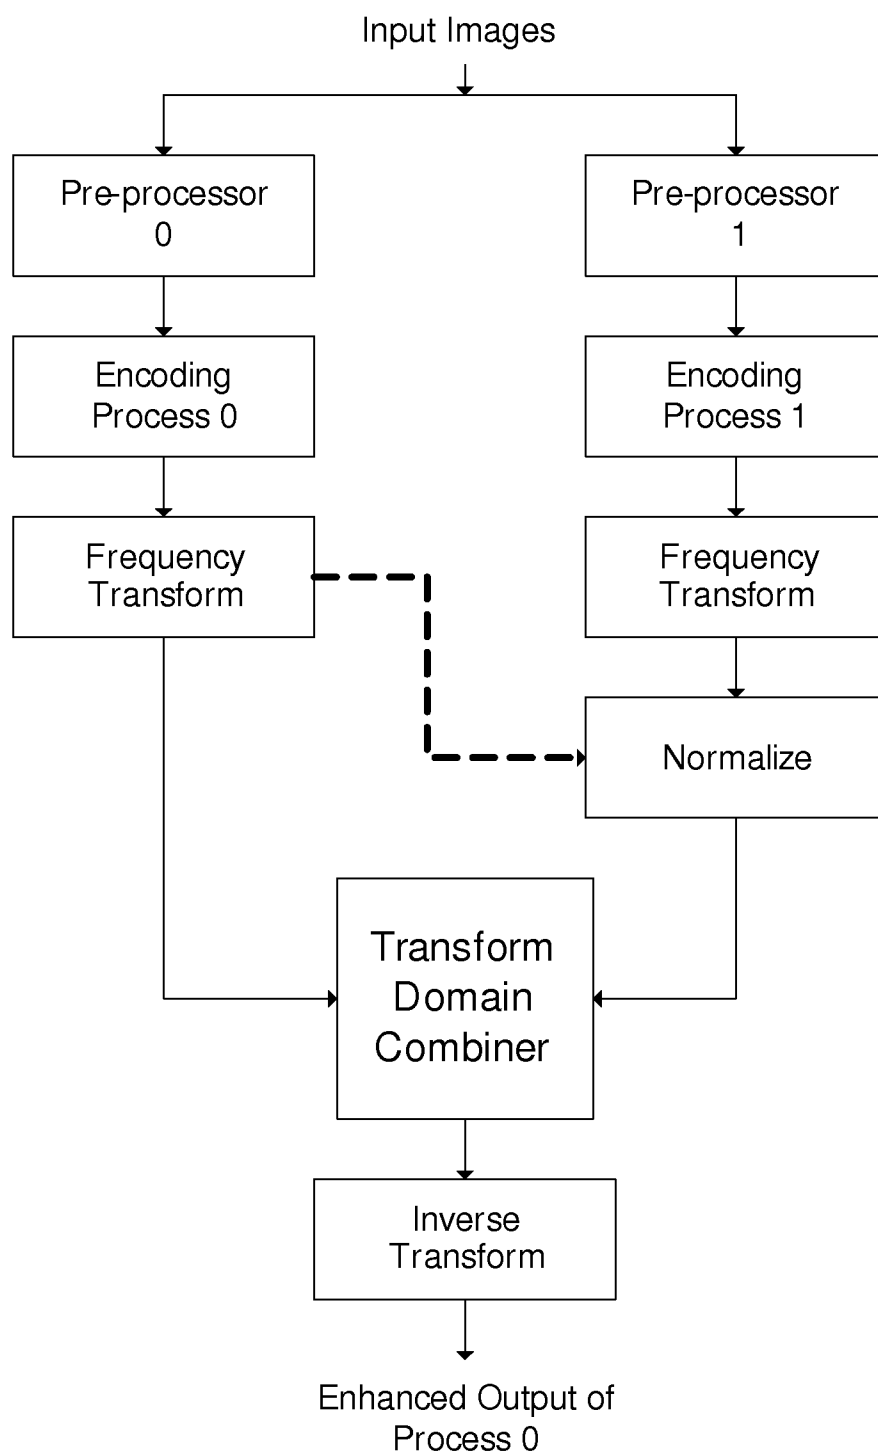 Input Images
Pre-processor
0
Pre-processor
1
Encoding
Process 0
Encoding
Process 1
Frequency
Transform
Frequency
Transform
Normalize
Transform
Domain
Combiner
Inverse
Transform
Enhanced Output of
Process 0